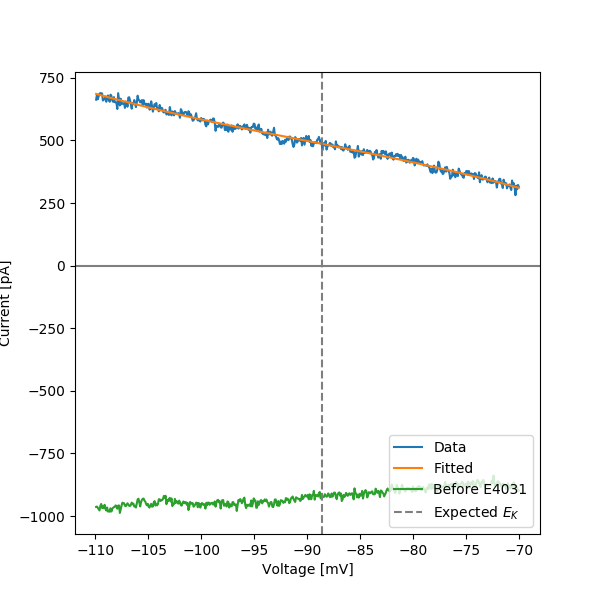 750
500
250
0
−250
−500
−750
−1000
Current [pA]
−110
−105
−100
−95
−90
−85
−80
−75
−70
Voltage [mV]
Data
Fitted
Before E4031
Expected E_K